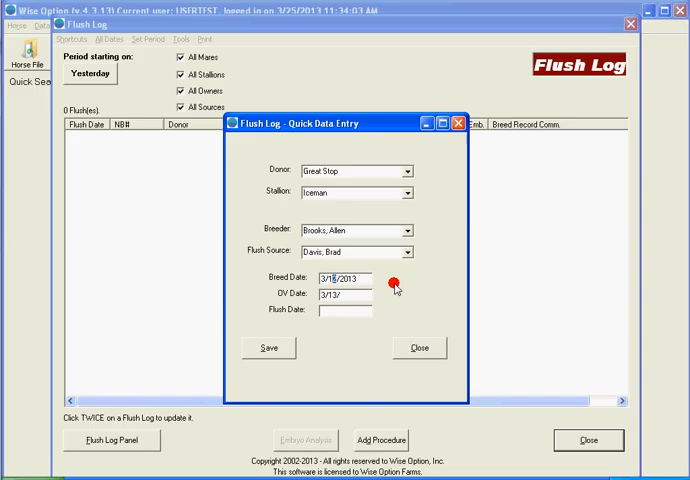 Wise Option (v.4.3.13) Current user: USERTEST, logged in on 3/25/2013 11:34:03 AM
Horse Data
Flush Log
Shortcuts All Dates Set Period Tools Print
Horse File
Quick Sea
Period starting on:
Yesterday
All Mares
All Stallions
All Owners
All Sources
Flush Log
0 Flush(es).
Flush Date NB# Donor Emb. Breed Record Comm.
Flush Log - Quick Data Entry
Donor: Great Stop
Stallion: Iceman
Breeder: Brooks, Allen
Flush Source: Davis, Brad
Breed Date: /2013
OV Date: 3/13/
Flush Date:
Save Close
Click TWICE on a Flush Log to update it.
Flush Log Panel Embryo Analysis Add Procedure Close
Copyright 2002-2013 - All rights reserved to Wise Option, Inc.
This software is licensed to Wise Option Farms.